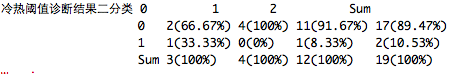 冷热阈值诊断结果二分类 0 1 2 Sum
0 2(66.67%) 4(100%) 11(91.67%) 17(89.47%)
1 1(33.33%) 0(0%) 1(8.33%) 2(10.53%)
Sum 3(100%) 4(100%) 12(100%) 19(100%)